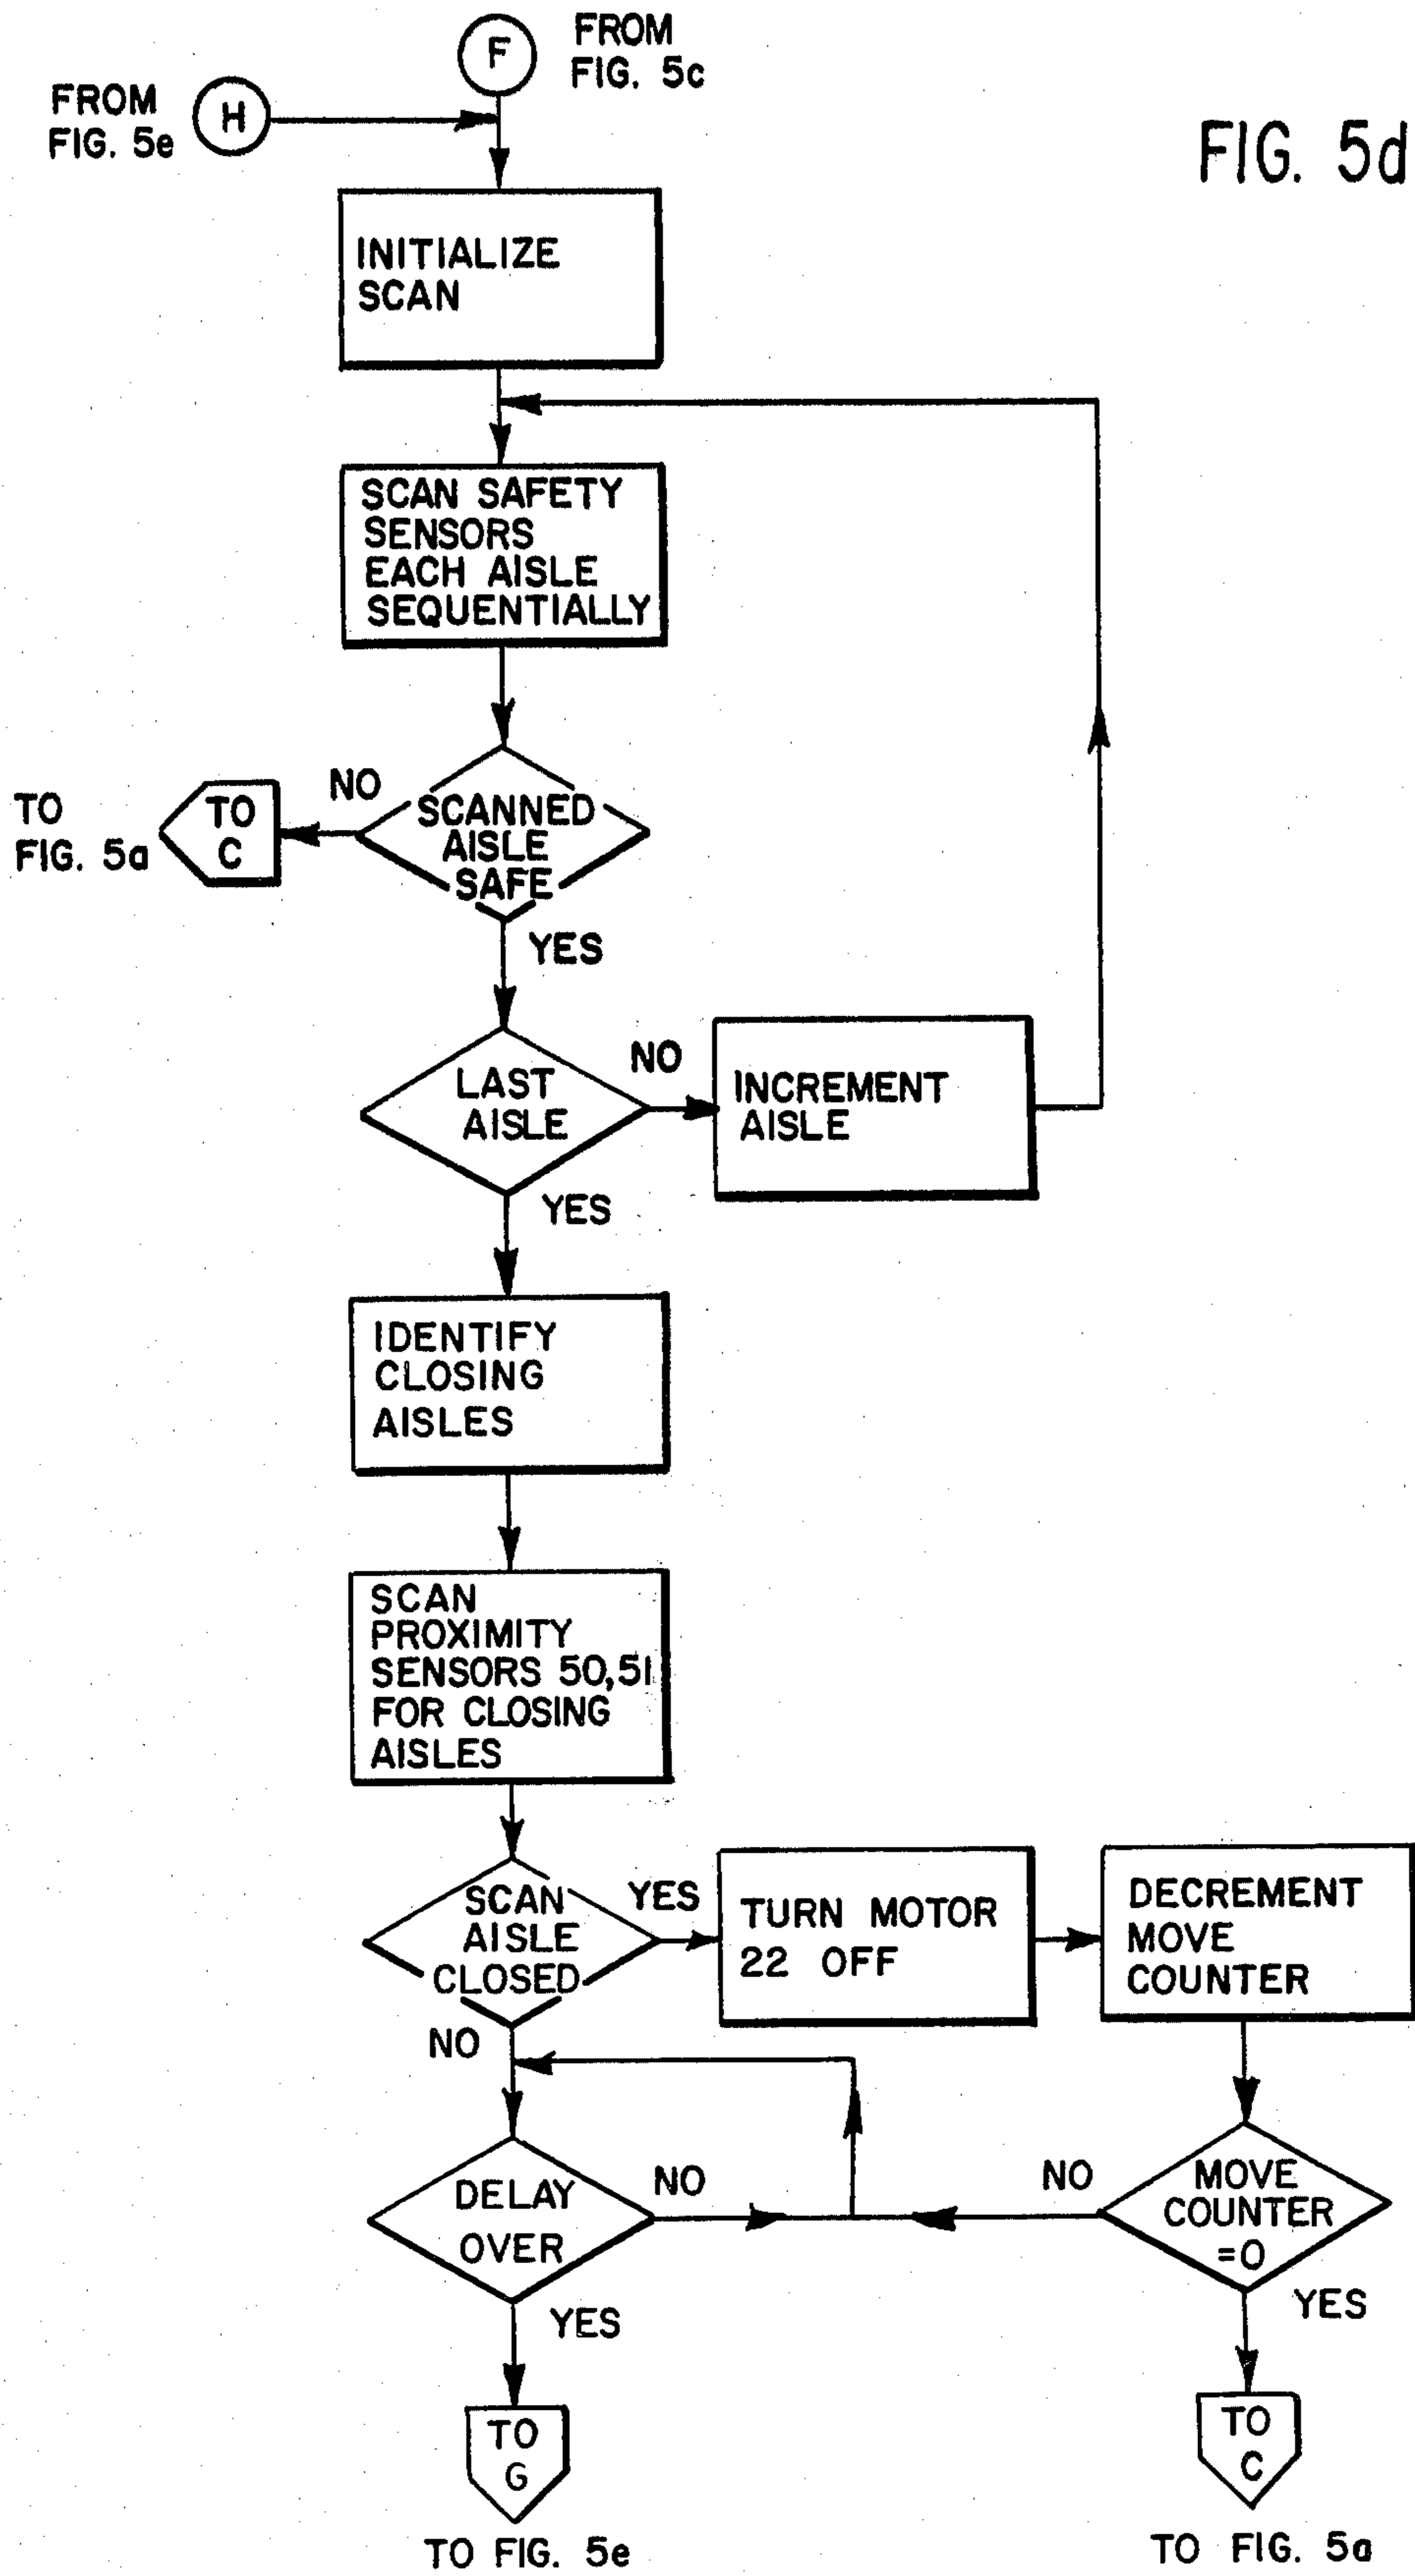 F
FROM
FIG. 5c
FROM
FIG. 5e
H
FIG. 5d
INITIALIZE
SCAN
SCAN SAFETY
SENSORS
EACH AISLE
SEQUENTIALLY
TO
FIG. 5a
TO
C
NO
SCANNED
AISLE
SAFE
YES
LAST
AISLE
NO
INCREMENT
AISLE
YES
IDENTIFY
CLOSING
AISLES
SCAN
PROXIMITY
SENSORS 50,51
FOR CLOSING
AISLES
SCAN
AISLE
CLOSED
YES
TURN MOTOR
22 OFF
DECREMENT
MOVE
COUNTER
NO
DELAY
OVER
NO
NO
MOVE
COUNTER
=0
YES
YES
TO
G
TO
C
TO FIG. 5e
TO FIG. 5a